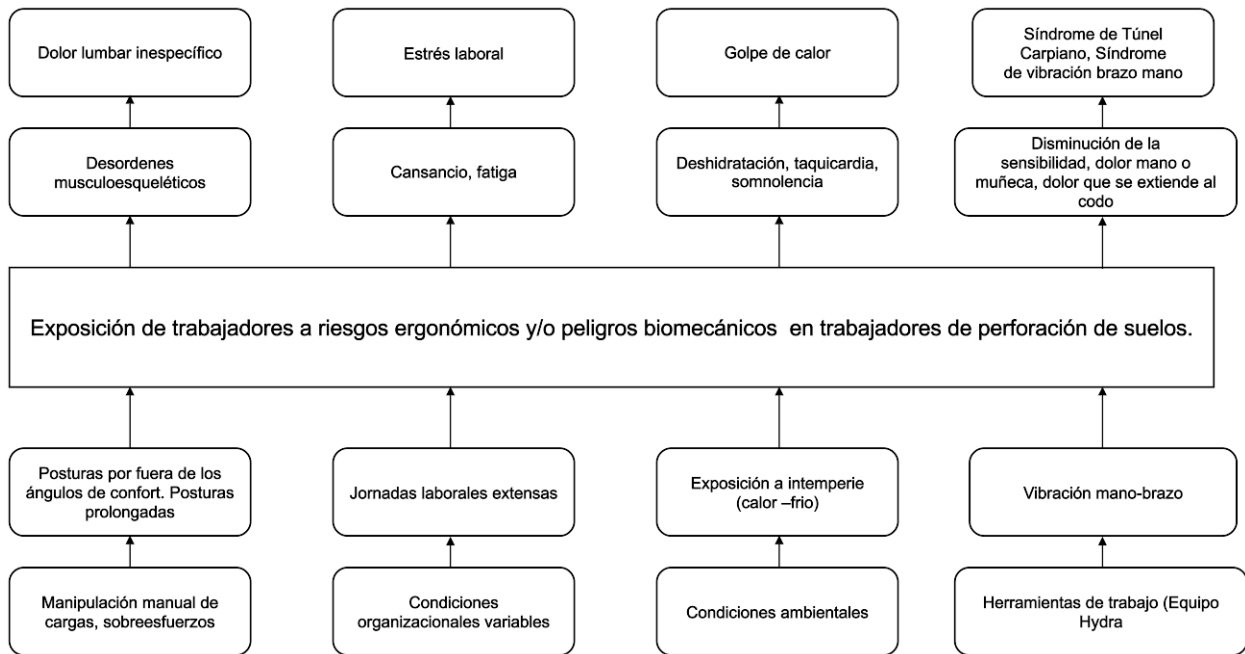 Dolor lumbar inespecífico
Estrés laboral
Golpe de calor
Síndrome de Túnel
Carpiano, Síndrome
de vibración brazo mano
Desordenes
musculoesqueléticos
Cansancio, fatiga
Deshidratación, taquicardia,
somnolencia
Disminución de la
sensibilidad, dolor mano o
muñeca, dolor que se extiende al
codo
Exposición de trabajadores a riesgos ergonómicos y/o peligros biomecánicos en trabajadores de perforación de suelos.
Posturas por fuera de los
ángulos de confort. Posturas
prolongadas
Jornadas laborales extensas
Exposición a intemperie
(calor –frio)
Vibración mano-brazo
Manipulación manual de
cargas, sobreesfuerzos
Condiciones
organizacionales variables
Condiciones ambientales
Herramientas de trabajo (Equipo
Hydra